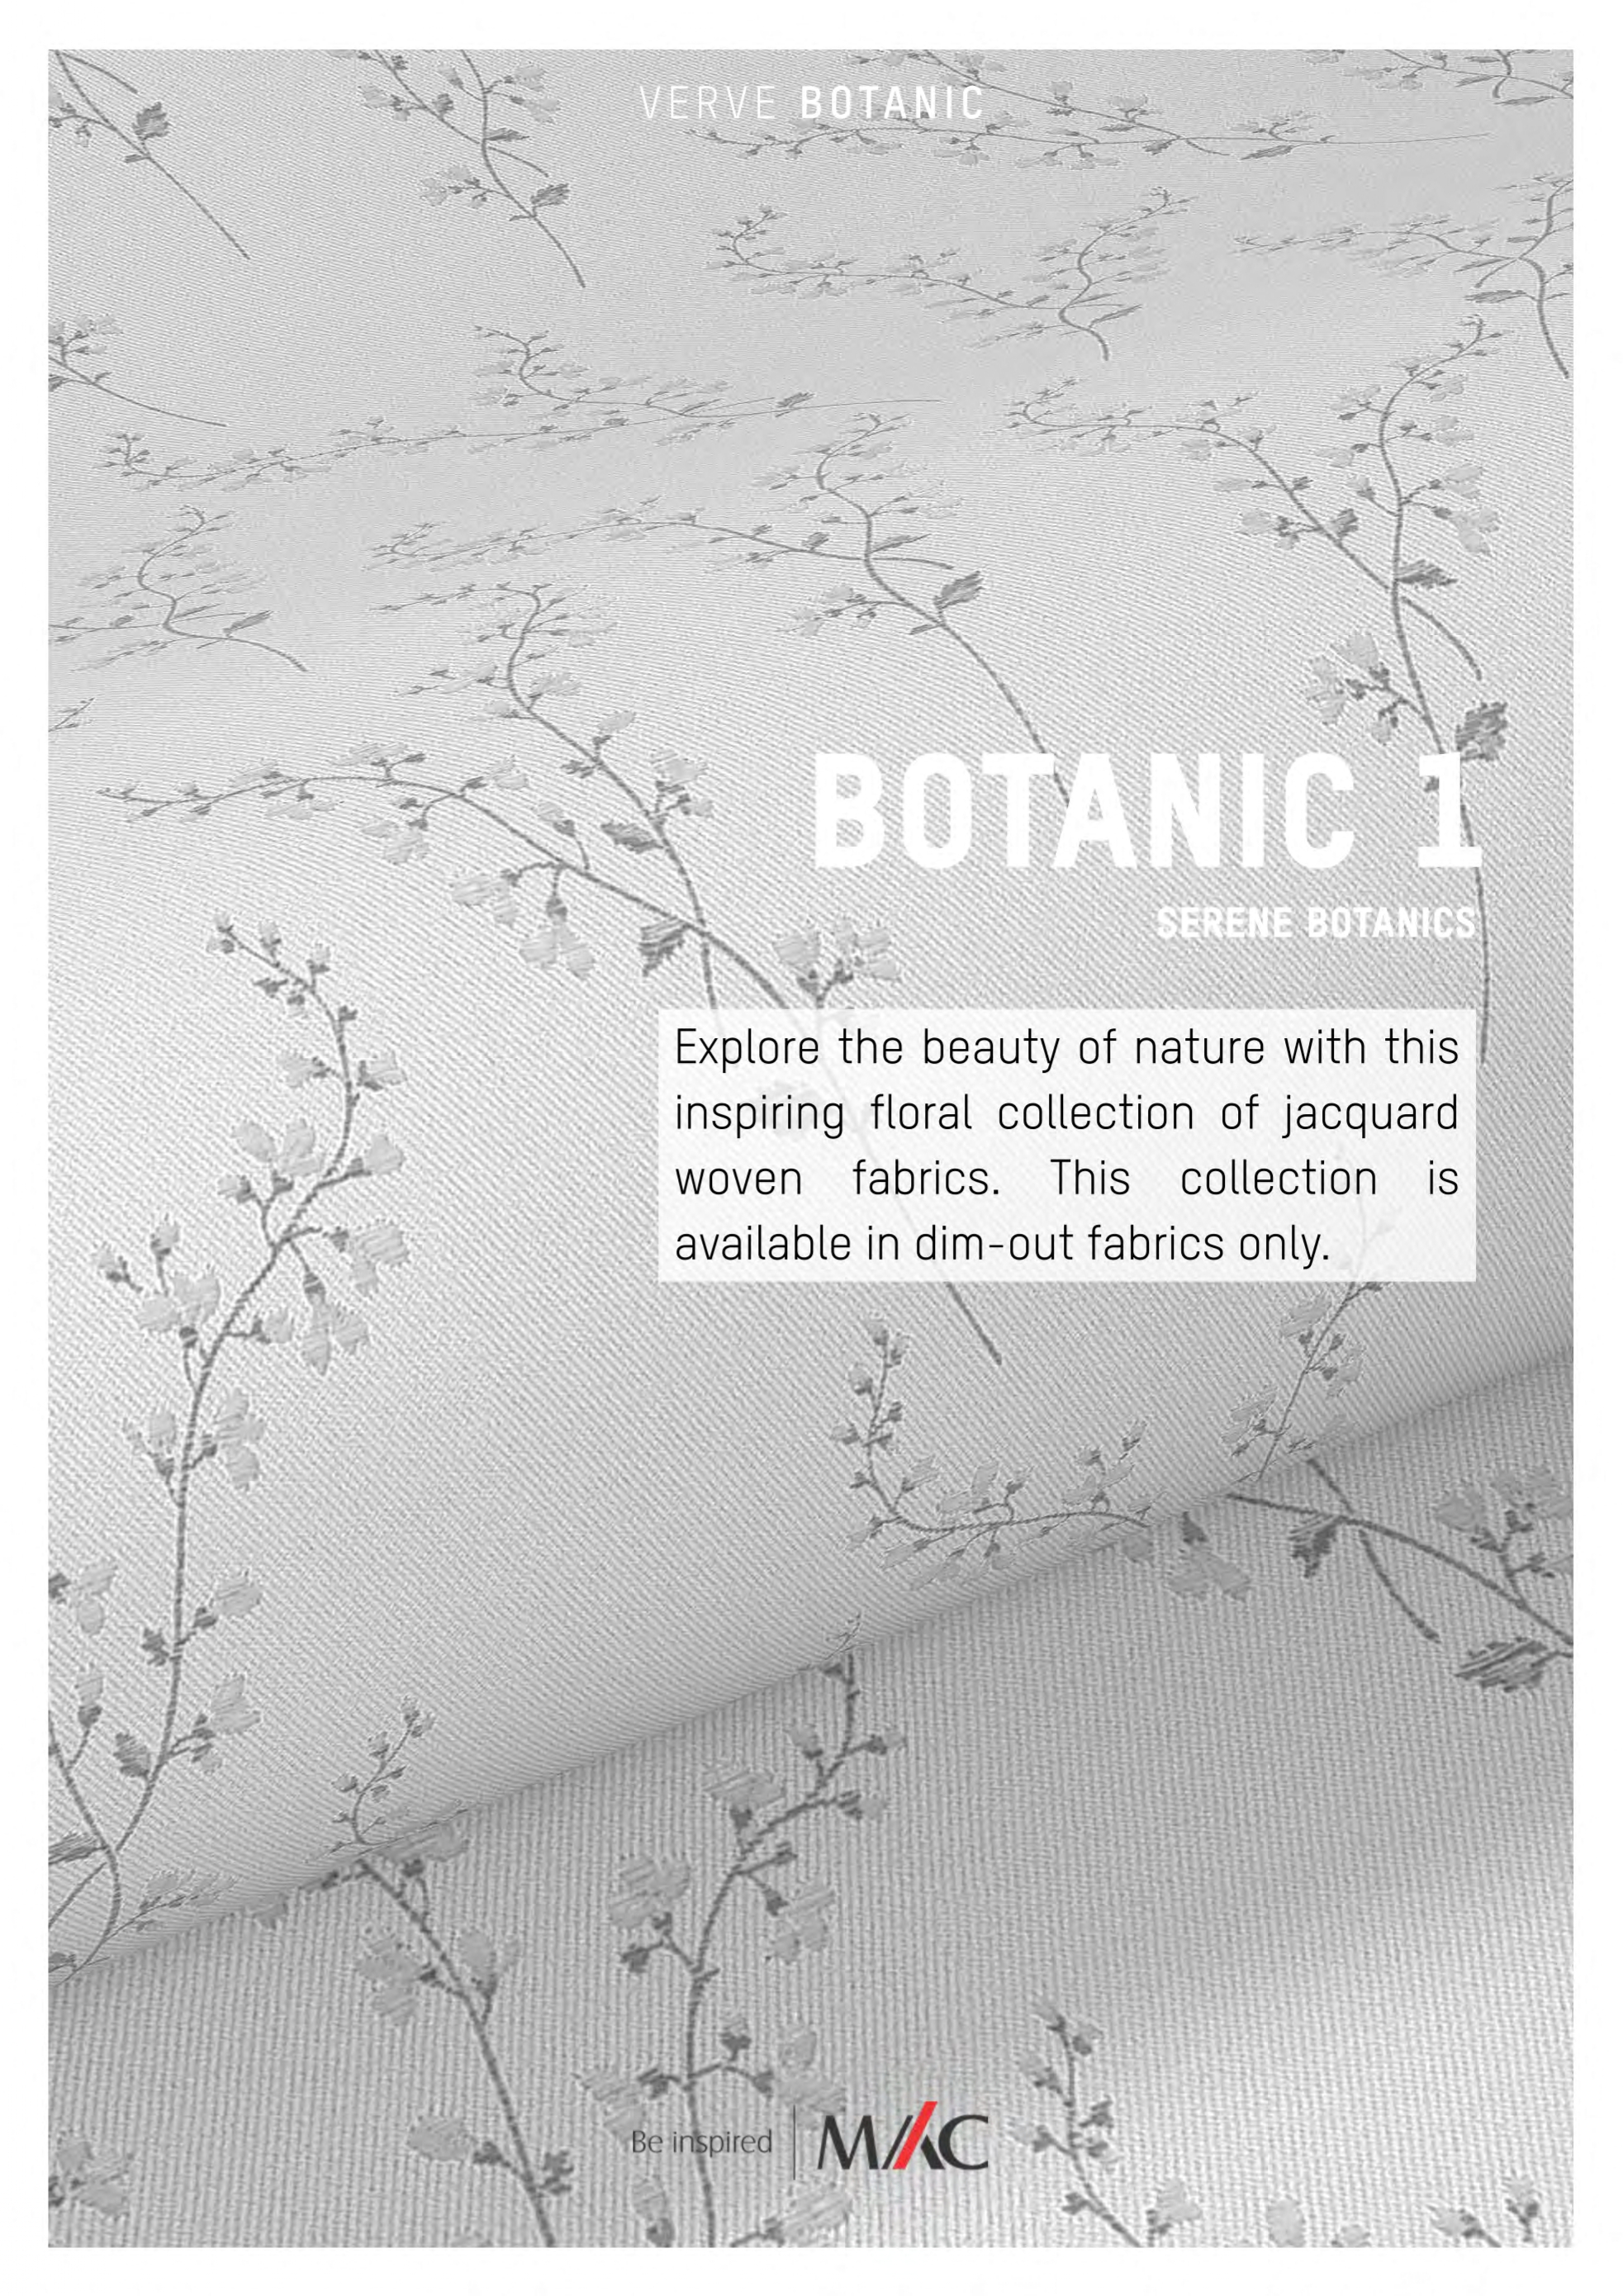 VERVE BOTANIC
BOTANIC 1
SERENE BOTANICS
Explore the beauty of nature with this
inspiring floral collection of jacquard
woven fabrics. This collection is
available in dim-out fabrics only.
Be inspired
MAC